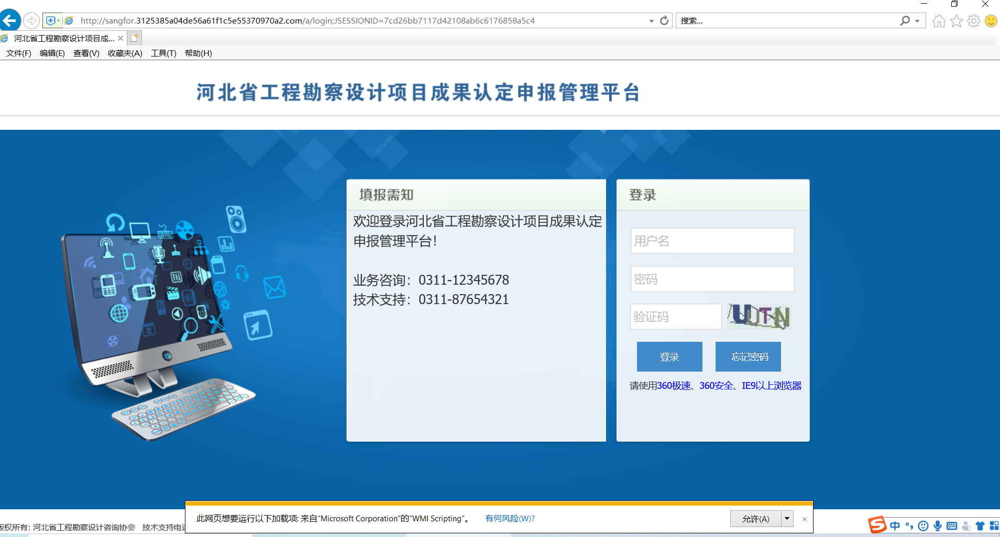 http://sangfor.3125385a04de56a61f1c5e55370970a2.com/a/login;JSESSIONID=7cd26bb7117d42108ab6c6176858a5c4
搜索...
河北省工程勘察设计项目成...
文件(F) 编辑(E) 查看(V) 收藏夹(A) 工具(T) 帮助(H)
河北省工程勘察设计项目成果认定申报管理平台
填报需知
欢迎登录河北省工程勘察设计项目成果认定
申报管理平台！
业务咨询：0311-12345678
技术支持：0311-87654321
登录
用户名
密码
验证码
UUTN
登录 忘记密码
请使用360极速、360安全、IE9以上浏览器
此网页想要运行以下加载项: 来自“Microsoft Corporation”的“WMI Scripting”。 有何风险(W)?
允许(A)
版权所有: 河北省工程勘察设计咨询协会 技术支持电
中